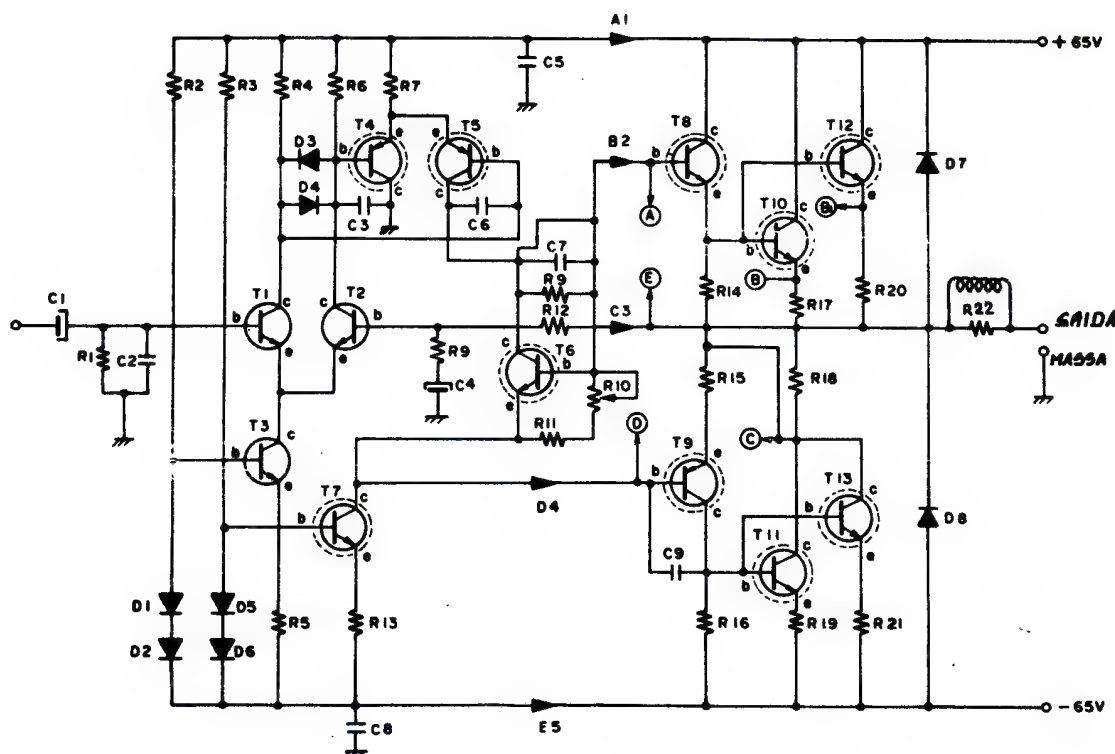 A1
+ 65V
R2
R3
R4
R6
R7
C5
T4
T5
e
e
b
b
c
c
D3
D4
C3
C6
B2
T8
b
c
e
A
T12
b
c
e
B
D7
T10
b
c
e
B
C7
R9
R12
C3
E
R14
R17
R20
R22
SAIDA
MASSA
C1
R1
C2
T1
b
c
e
T2
c
b
e
R9
C4
T6
c
b
e
R10
R11
R15
R18
D
C
T3
b
c
e
T7
b
c
e
D4
T9
b
e
c
T13
b
c
e
D8
C9
T11
b
c
e
D1
D5
D2
D6
R5
R13
R16
R19
R21
C8
E5
- 65V